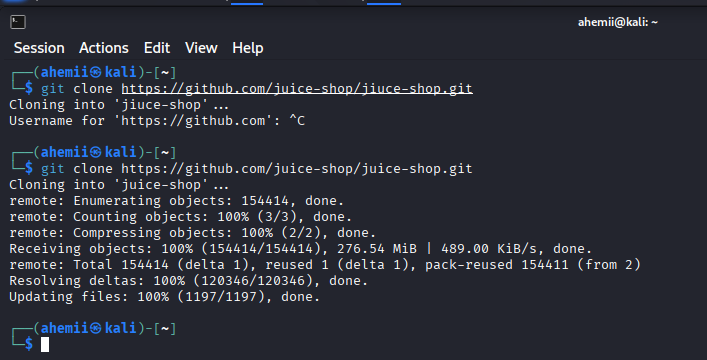 ahemii@kali: ~
Session Actions Edit View Help
┌──(ahemii㉿kali)-[~]
└─$ git clone https://github.com/juice-shop/jiuce-shop.git
Cloning into 'jiuce-shop'...
Username for 'https://github.com': ^C
┌──(ahemii㉿kali)-[~]
└─$ git clone https://github.com/juice-shop/juice-shop.git
Cloning into 'juice-shop'...
remote: Enumerating objects: 154414, done.
remote: Counting objects: 100% (3/3), done.
remote: Compressing objects: 100% (2/2), done.
Receiving objects: 100% (154414/154414), 276.54 MiB | 489.00 KiB/s, done.
remote: Total 154414 (delta 1), reused 1 (delta 1), pack-reused 154411 (from 2)
Resolving deltas: 100% (120346/120346), done.
Updating files: 100% (1197/1197), done.
┌──(ahemii㉿kali)-[~]
└─$